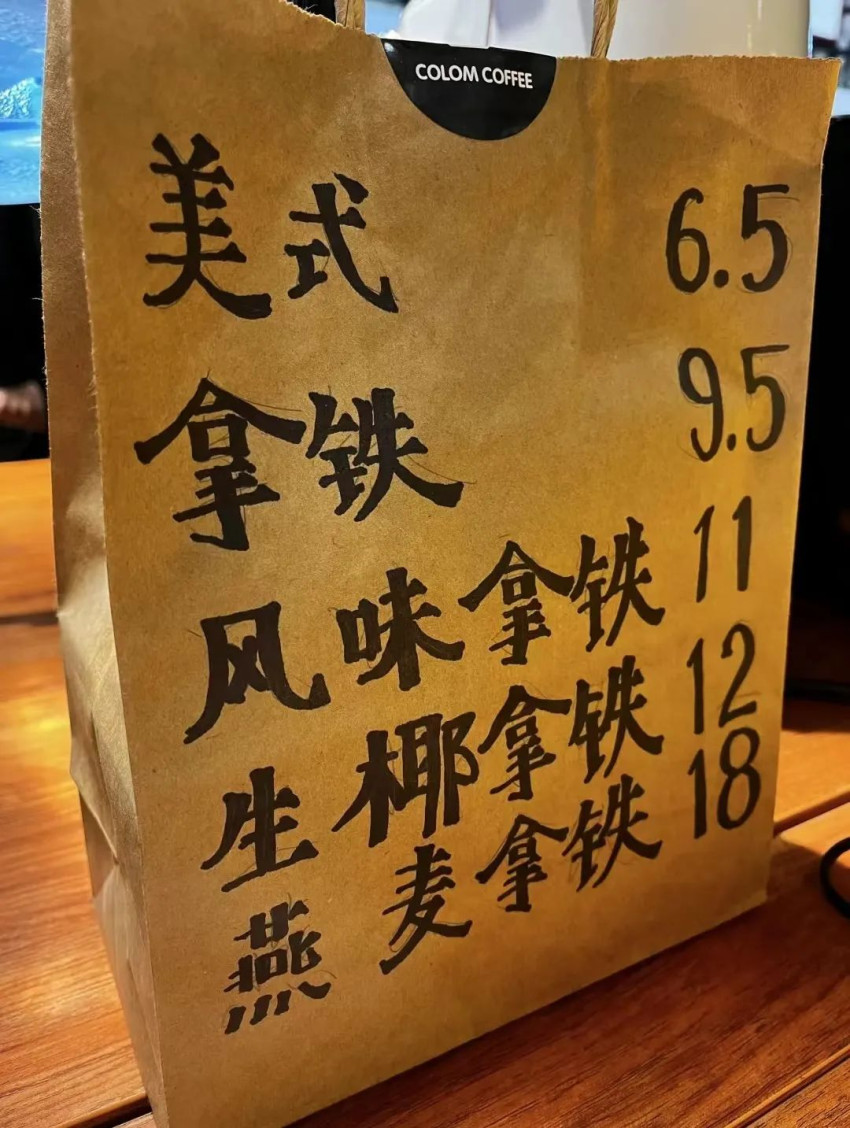 COLOM COFFEE
美式 6.5
拿铁 9.5
风味拿铁 11
生椰拿铁 12
燕麦拿铁 18